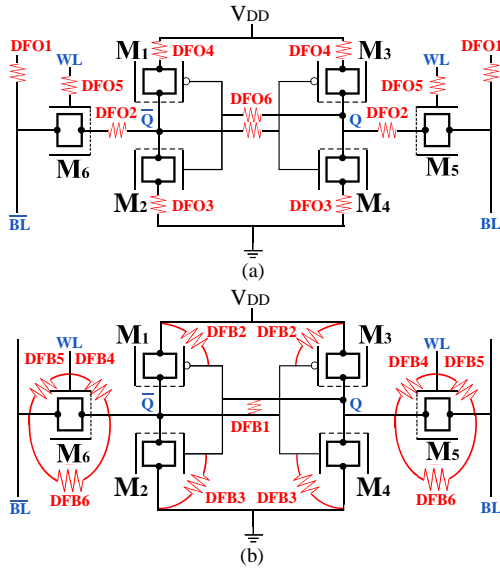 VDD
DFO1 WL M1 DFO4 DFO4 M3 WL DFO1
DFO5 DFO5
DFO2 Q̅ DFO6 Q DFO2
M6 M2 DFO3 DFO3 M4 M5
B̅L̅ BL
(a)
VDD
M1 DFB2 DFB2 M3
WL WL
DFB5 DFB4 DFB4 DFB5
Q̅ DFB1 Q
M6 M5
DFB6 M2 DFB3 DFB3 M4 DFB6
B̅L̅ BL
(b)